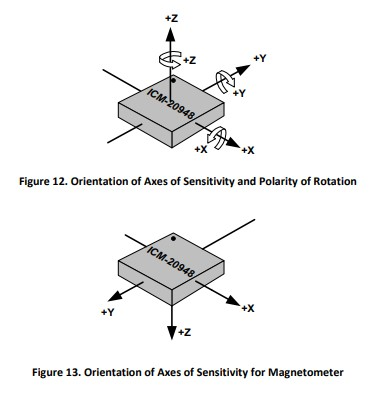 +Z
+Z
+Y
+Y
ICM-20948
+X
+X
Figure 12. Orientation of Axes of Sensitivity and Polarity of Rotation
ICM-20948
+Y
+X
+Z
Figure 13. Orientation of Axes of Sensitivity for Magnetometer